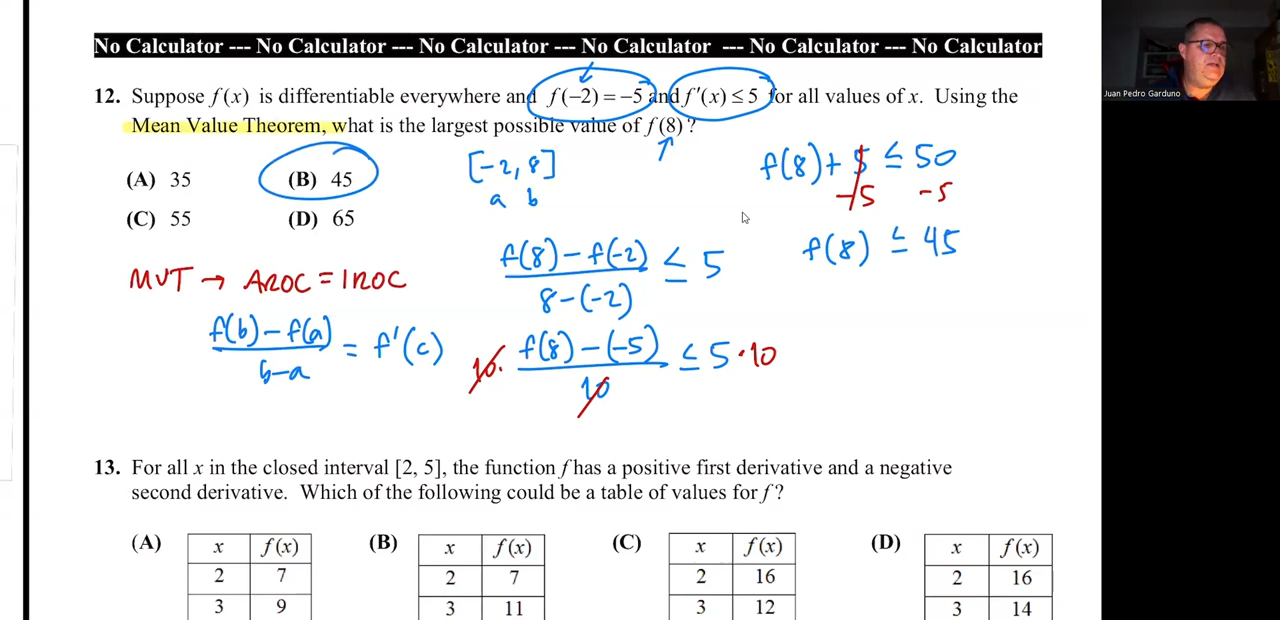 No Calculator --- No Calculator --- No Calculator --- No Calculator --- No Calculator --- No Calculator
12. Suppose f(x) is differentiable everywhere and f(−2) = −5 and f′(x) ≤ 5 for all values of x. Using the
Mean Value Theorem, what is the largest possible value of f(8)?
(A) 35
(B) 45
(C) 55
(D) 65
[-2, 8]
a b
f(8) + 5 ≤ 50
-5 -5
f(8) ≤ 45
MVT → AROC = IROC
f(b) - f(a) / b-a = f'(c)
f(8) - f(-2) / 8-(-2) ≤ 5
10. f(8) - (-5) / 10 ≤ 5 · 10
13. For all x in the closed interval [2, 5], the function f has a positive first derivative and a negative
second derivative. Which of the following could be a table of values for f?
(A)
x f(x)
2 7
3 9
(B)
x f(x)
2 7
3 11
(C)
x f(x)
2 16
3 12
(D)
x f(x)
2 16
3 14
Juan Pedro Garduno